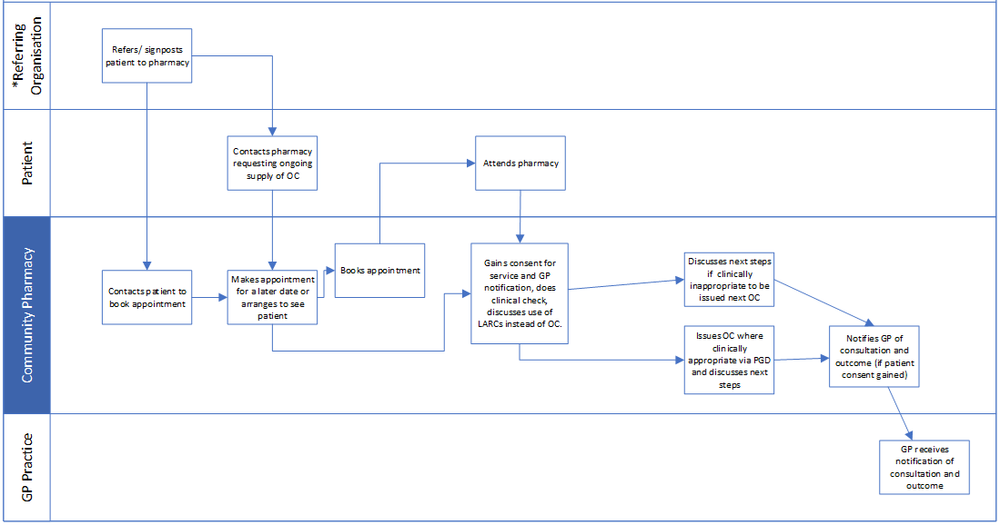 *Referring
Organisation
Refers/ signposts
patient to pharmacy
Patient
Contacts pharmacy
requesting ongoing
supply of OC
Attends pharmacy
Community Pharmacy
Contacts patient to
book appointment
Makes appointment
for a later date or
arranges to see
patient
Books appointment
Gains consent for
service and GP
notification, does
clinical check,
discusses use of
LARCs instead of OC.
Discusses next steps
if clinically
inappropriate to be
issued next OC
Issues OC where
clinically
appropriate via PGD
and discusses next
steps
Notifies GP of
consultation and
outcome (if patient
consent gained)
GP Practice
GP receives
notification of
consultation and
outcome